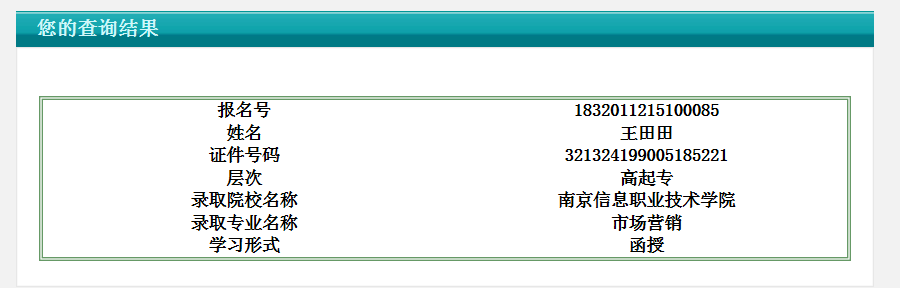 您的查询结果
报名号 1832011215100085
姓名 王田田
证件号码 321324199005185221
层次 高起专
录取院校名称 南京信息职业技术学院
录取专业名称 市场营销
学习形式 函授